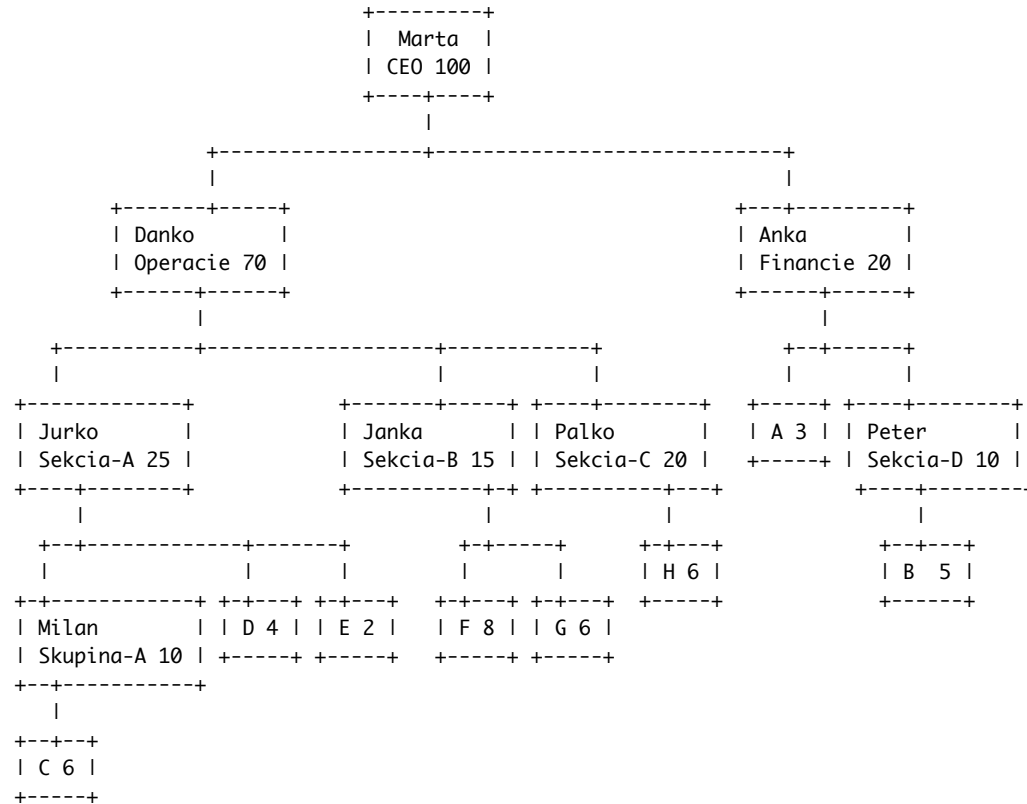 Marta
CEO 100
Danko
Operacie 70
Anka
Financie 20
Jurko
Sekcia-A 25
Janka
Sekcia-B 15
Palko
Sekcia-C 20
A 3
Peter
Sekcia-D 10
Milan
Skupina-A 10
D 4
E 2
F 8
G 6
H 6
B 5
C 6